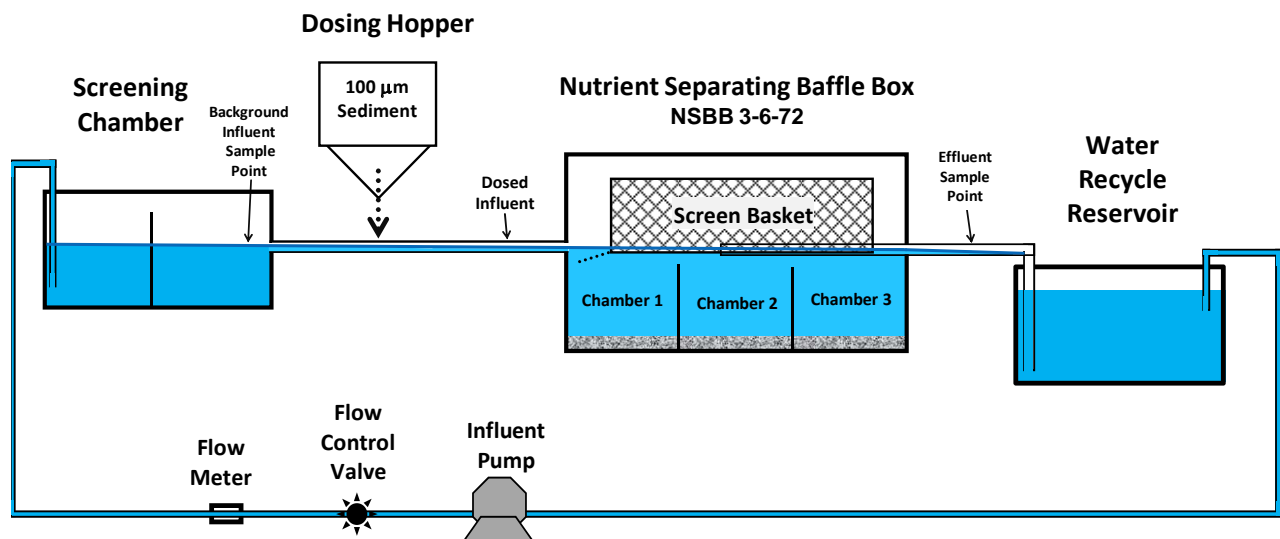 Dosing Hopper
Screening
Chamber
100 μm
Sediment
Background
Influent
Sample
Point
Dosed
Influent
Nutrient Separating Baffle Box
NSBB 3-6-72
Screen Basket
Chamber 1
Chamber 2
Chamber 3
Effluent
Sample
Point
Water
Recycle
Reservoir
Flow
Meter
Flow
Control
Valve
Influent
Pump